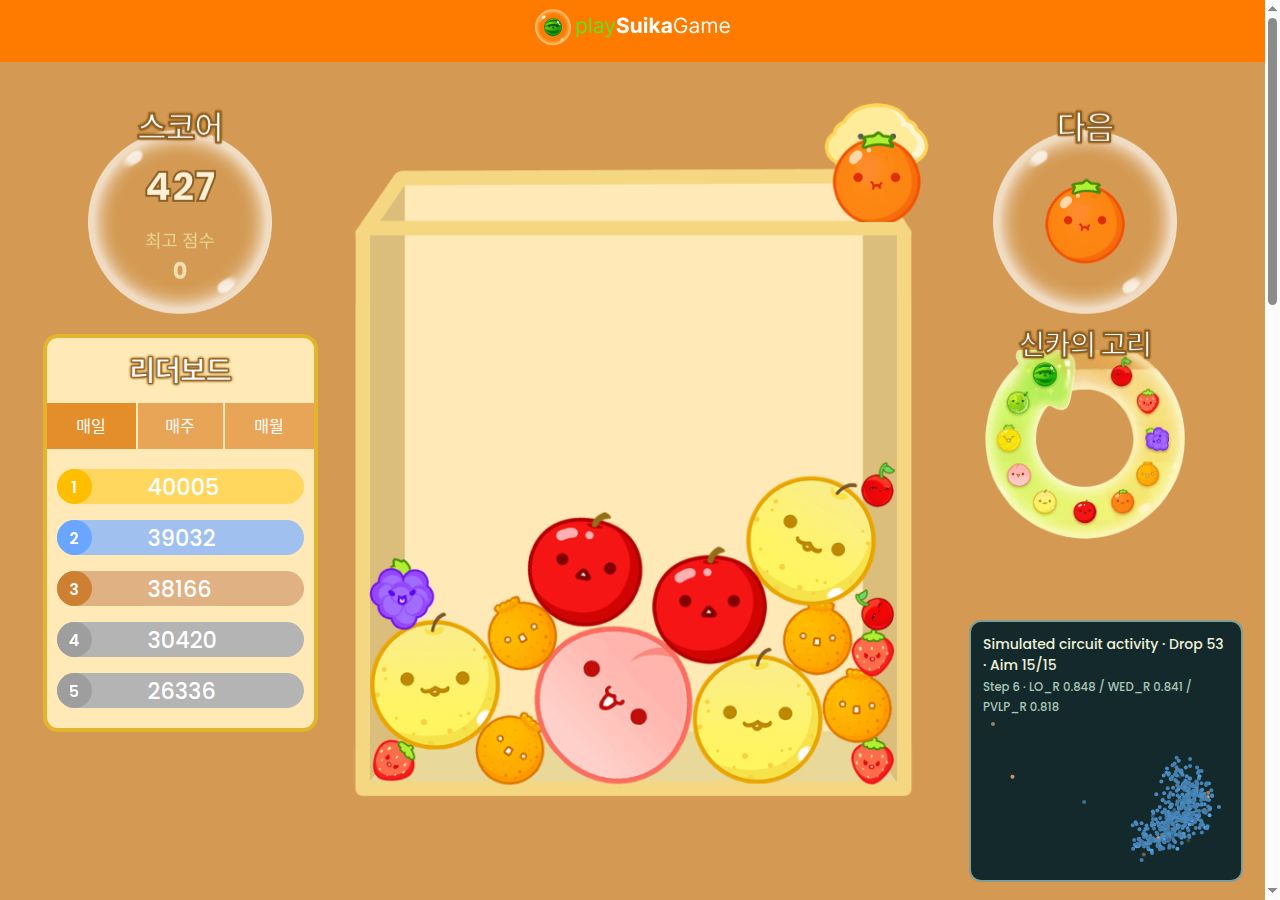 playSuikaGame
스코어
427
최고 점수
0
리더보드
매일 매주 매월
1 40005
2 39032
3 38166
4 30420
5 26336
다음
신카의 고리
Simulated circuit activity · Drop 53
· Aim 15/15
Step 6 · LO_R 0.848 / WED_R 0.841 /
PVLP_R 0.818